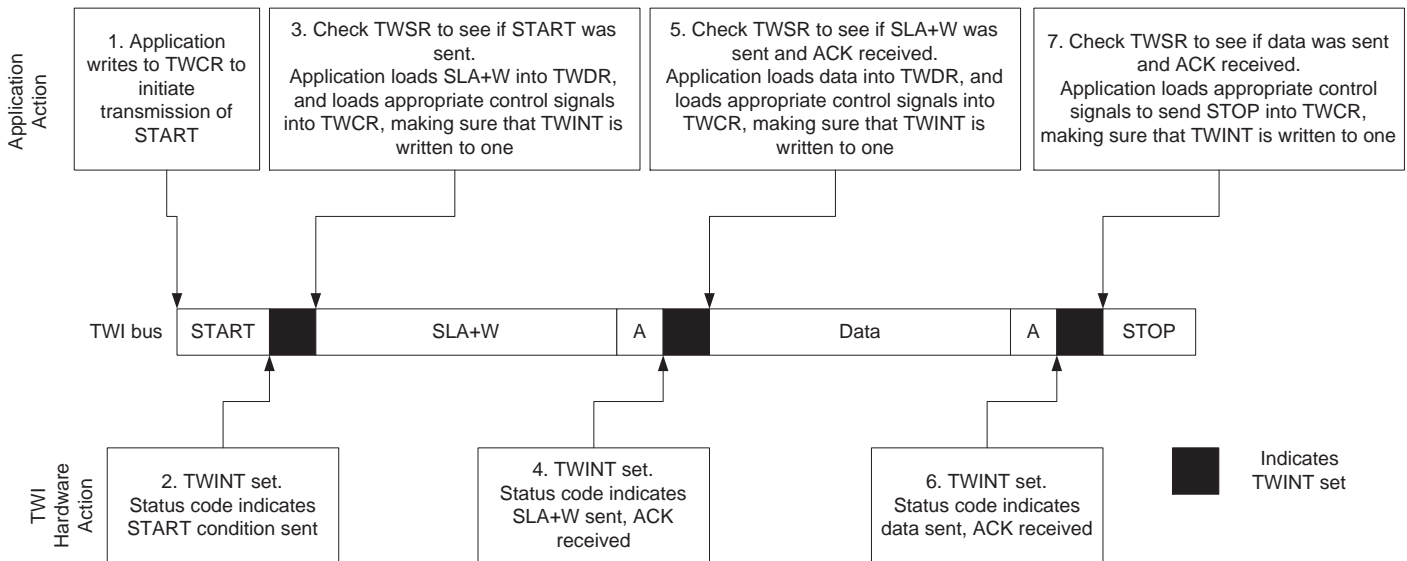 Application
Action
1. Application
writes to TWCR to
initiate
transmission of
START
3. Check TWSR to see if START was
sent.
Application loads SLA+W into TWDR,
and loads appropriate control signals
into TWCR, making sure that TWINT is
written to one
5. Check TWSR to see if SLA+W was
sent and ACK received.
Application loads data into TWDR, and
loads appropriate control signals into
TWCR, making sure that TWINT is
written to one
7. Check TWSR to see if data was sent
and ACK received.
Application loads appropriate control
signals to send STOP into TWCR,
making sure that TWINT is written to one
TWI bus
START
SLA+W
A
Data
A
STOP
TWI
Hardware
Action
2. TWINT set.
Status code indicates
START condition sent
4. TWINT set.
Status code indicates
SLA+W sent, ACK
received
6. TWINT set.
Status code indicates
data sent, ACK received
Indicates
TWINT set